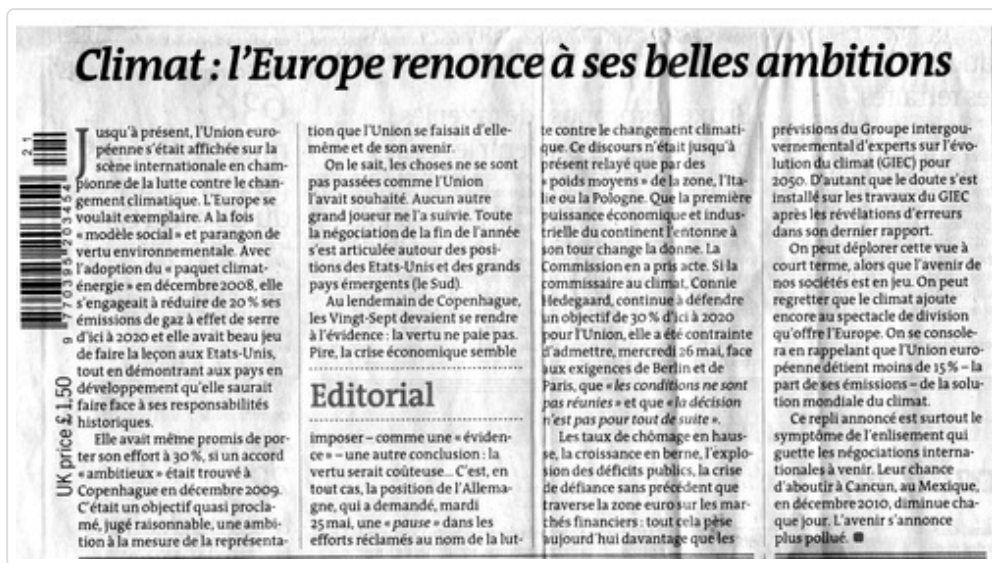 Climat : l'Europe renonce à ses belles ambitions
Jusqu'à présent, l'Union euro-
péenne s'était affichée sur la
scène internationale en cham-
pionne de la lutte contre le chan-
gement climatique. L'Europe se
voulait exemplaire. A la fois
« modèle social » et parangon de
vertu environnementale. Avec
l'adoption du « paquet climat-
énergie » en décembre 2008, elle
s'engageait à réduire de 20 % ses
émissions de gaz à effet de serre
d'ici à 2020 et elle avait beau jeu
de faire la leçon aux Etats-Unis,
tout en démontrant aux pays en
développement qu'elle saurait
faire face à ses responsabilités
historiques.
Elle avait même promis de por-
ter son effort à 30 %, si un accord
« ambitieux » était trouvé à
Copenhague en décembre 2009.
C'était un objectif quasi procla-
mé, jugé raisonnable, une ambi-
tion à la mesure de la représenta-
tion que l'Union se faisait d'elle-
même et de son avenir.
On le sait, les choses ne se sont
pas passées comme l'Union
l'avait souhaité. Aucun autre
grand joueur ne l'a suivie. Toute
la négociation de la fin de l'année
s'est articulée autour des posi-
tions des Etats-Unis et des grands
pays émergents (le Sud).
Au lendemain de Copenhague,
les Vingt-Sept devaient se rendre
à l'évidence : la vertu ne paie pas.
Pire, la crise économique semble
Editorial
imposer – comme une « éviden-
ce » – une autre conclusion : la
vertu serait coûteuse... C'est, en
tout cas, la position de l'Allema-
gne, qui a demandé, mardi
25 mai, une « pause » dans les
efforts réclamés au nom de la lut-
te contre le changement climati-
que. Ce discours n'était jusqu'à
présent relayé que par des
« poids moyens » de la zone, l'Ita-
lie ou la Pologne. Que la première
puissance économique et indus-
trielle du continent l'entonne à
son tour change la donne. La
Commission en a pris acte. Si la
commissaire au climat, Connie
Hedegaard, continue à défendre
un objectif de 30 % d'ici à 2020
pour l'Union, elle a été contrainte
d'admettre, mercredi 26 mai, face
aux exigences de Berlin et de
Paris, que « les conditions ne sont
pas réunies » et que « la décision
n'est pas pour tout de suite ».
Les taux de chômage en haus-
se, la croissance en berne, l'explo-
sion des déficits publics, la crise
de défiance sans précédent que
traverse la zone euro sur les mar-
chés financiers : tout cela pèse
aujourd'hui davantage que les
prévisions du Groupe intergou-
vernemental d'experts sur l'évo-
lution du climat (GIEC) pour
2050. D'autant que le doute s'est
installé sur les travaux du GIEC
après les révélations d'erreurs
dans son dernier rapport.
On peut déplorer cette vue à
court terme, alors que l'avenir de
nos sociétés est en jeu. On peut
regretter que le climat ajoute
encore au spectacle de division
qu'offre l'Europe. On se console-
ra en rappelant que l'Union euro-
péenne détient moins de 15 % – la
part de ses émissions – de la solu-
tion mondiale du climat.
Ce repli annoncé est surtout le
symptôme de l'enlisement qui
guette les négociations interna-
tionales à venir. Leur chance
d'aboutir à Cancun, au Mexique,
en décembre 2010, diminue cha-
que jour. L'avenir s'annonce
plus pollué.
UK price £1,50
9 770395 203454
21